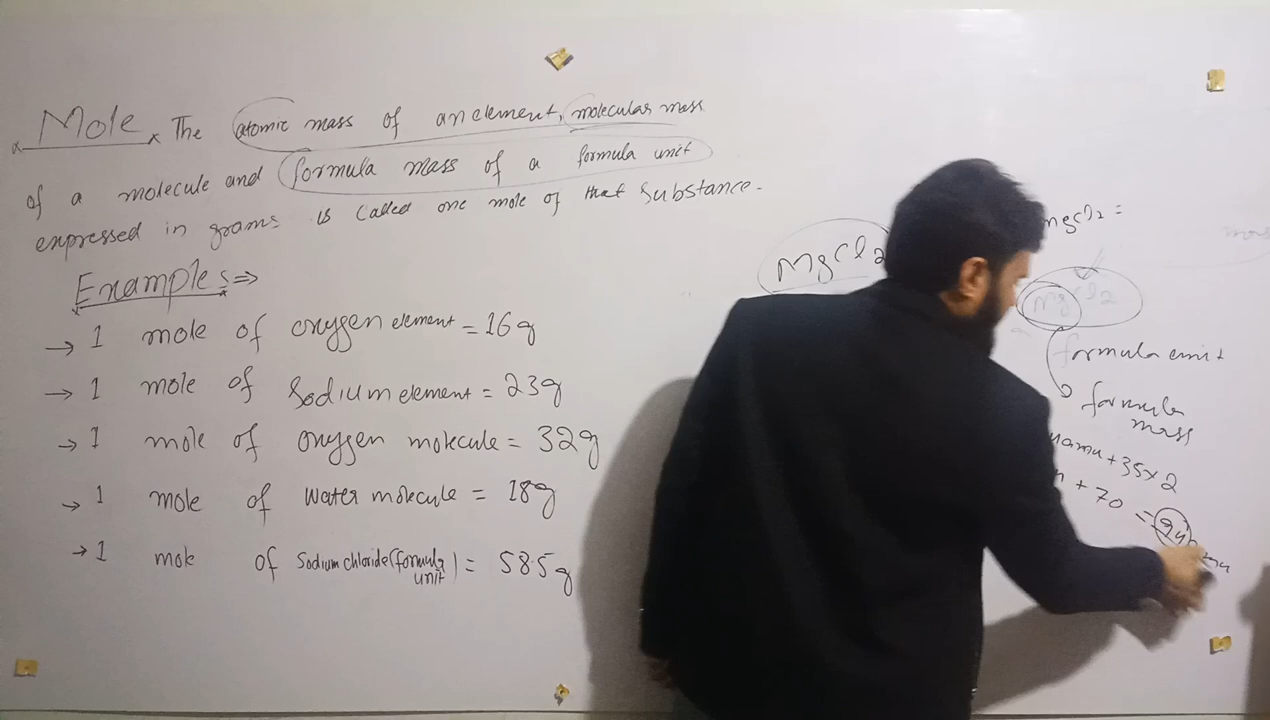 Mole The atomic mass of an element, molecular mass
of a molecule and formula mass of a formula unit
expressed in grams is called one mole of that substance.
Examples ⇒
→ 1 mole of oxygen element = 16g
→ 1 mole of Sodium element = 23g
→ 1 mole of oxygen molecule = 32g
→ 1 mole of water molecule = 18g
→ 1 mole of Sodium chloride (formula unit) = 58.5g
MgCl2
MgCl2 =
MgCl2
formula unit
formula
mass
amu + 35×2
+ 70 = 94